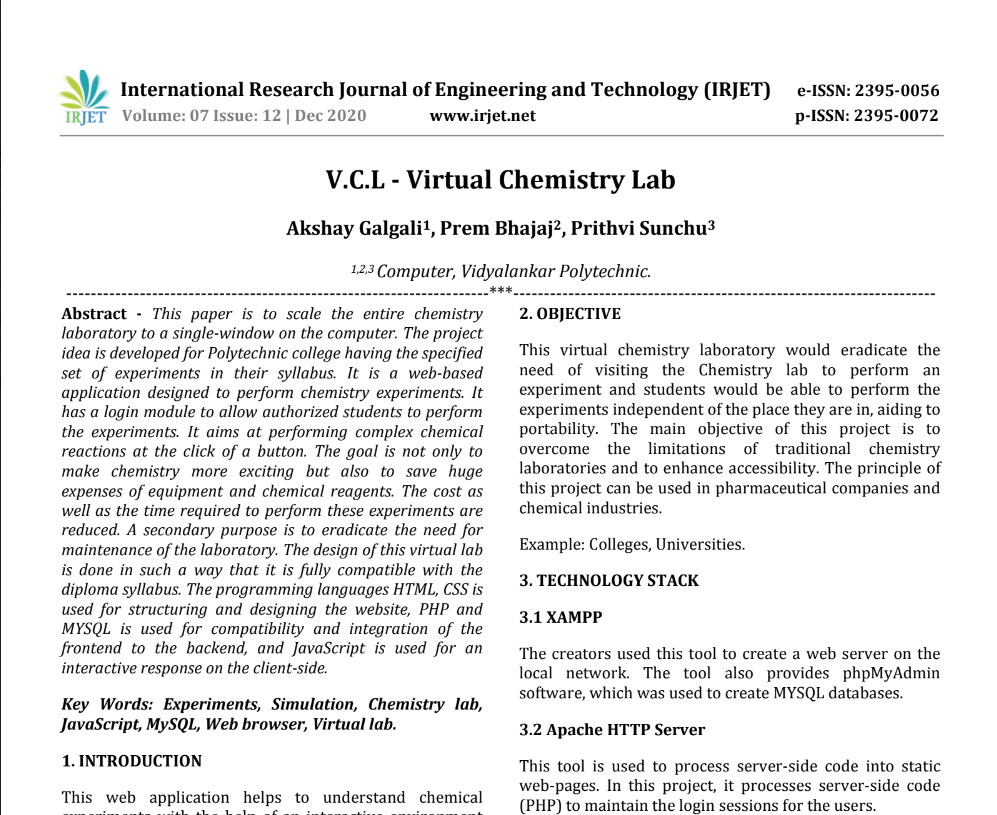 IRJET
International Research Journal of Engineering and Technology (IRJET) e-ISSN: 2395-0056
Volume: 07 Issue: 12 | Dec 2020 www.irjet.net p-ISSN: 2395-0072
V.C.L - Virtual Chemistry Lab
Akshay Galgali1, Prem Bhajaj2, Prithvi Sunchu3
1,2,3 Computer, Vidyalankar Polytechnic.
---------------------------------------------------------------------***---------------------------------------------------------------------
Abstract - This paper is to scale the entire chemistry
laboratory to a single-window on the computer. The project
idea is developed for Polytechnic college having the specified
set of experiments in their syllabus. It is a web-based
application designed to perform chemistry experiments. It
has a login module to allow authorized students to perform
the experiments. It aims at performing complex chemical
reactions at the click of a button. The goal is not only to
make chemistry more exciting but also to save huge
expenses of equipment and chemical reagents. The cost as
well as the time required to perform these experiments are
reduced. A secondary purpose is to eradicate the need for
maintenance of the laboratory. The design of this virtual lab
is done in such a way that it is fully compatible with the
diploma syllabus. The programming languages HTML, CSS is
used for structuring and designing the website, PHP and
MYSQL is used for compatibility and integration of the
frontend to the backend, and JavaScript is used for an
interactive response on the client-side.
Key Words: Experiments, Simulation, Chemistry lab,
JavaScript, MySQL, Web browser, Virtual lab.
1. INTRODUCTION
This web application helps to understand chemical
experiments with the help of an interactive environment
2. OBJECTIVE
This virtual chemistry laboratory would eradicate the
need of visiting the Chemistry lab to perform an
experiment and students would be able to perform the
experiments independent of the place they are in, aiding to
portability. The main objective of this project is to
overcome the limitations of traditional chemistry
laboratories and to enhance accessibility. The principle of
this project can be used in pharmaceutical companies and
chemical industries.
Example: Colleges, Universities.
3. TECHNOLOGY STACK
3.1 XAMPP
The creators used this tool to create a web server on the
local network. The tool also provides phpMyAdmin
software, which was used to create MYSQL databases.
3.2 Apache HTTP Server
This tool is used to process server-side code into static
web-pages. In this project, it processes server-side code
(PHP) to maintain the login sessions for the users.